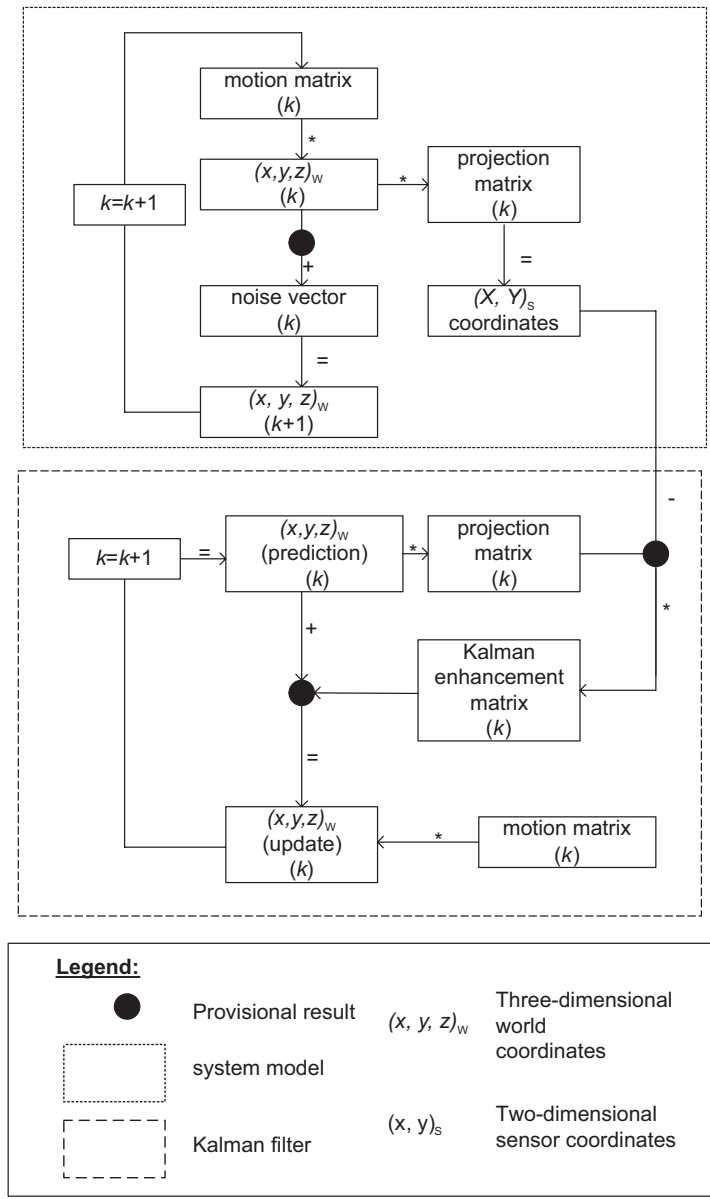 motion matrix
(k)
*
(x,y,z)w
(k)
*
projection
matrix
(k)
k=k+1
+
=
noise vector
(k)
(X, Y)s
coordinates
=
(x, y, z)w
(k+1)
-
k=k+1
=
(x,y,z)w
(prediction)
(k)
*
projection
matrix
(k)
*
+
Kalman
enhancement
matrix
(k)
=
(x,y,z)w
(update)
(k)
*
motion matrix
(k)
Legend:
Provisional result
(x, y, z)w
Three-dimensional
world
coordinates
system model
(x, y)s
Two-dimensional
sensor coordinates
Kalman filter